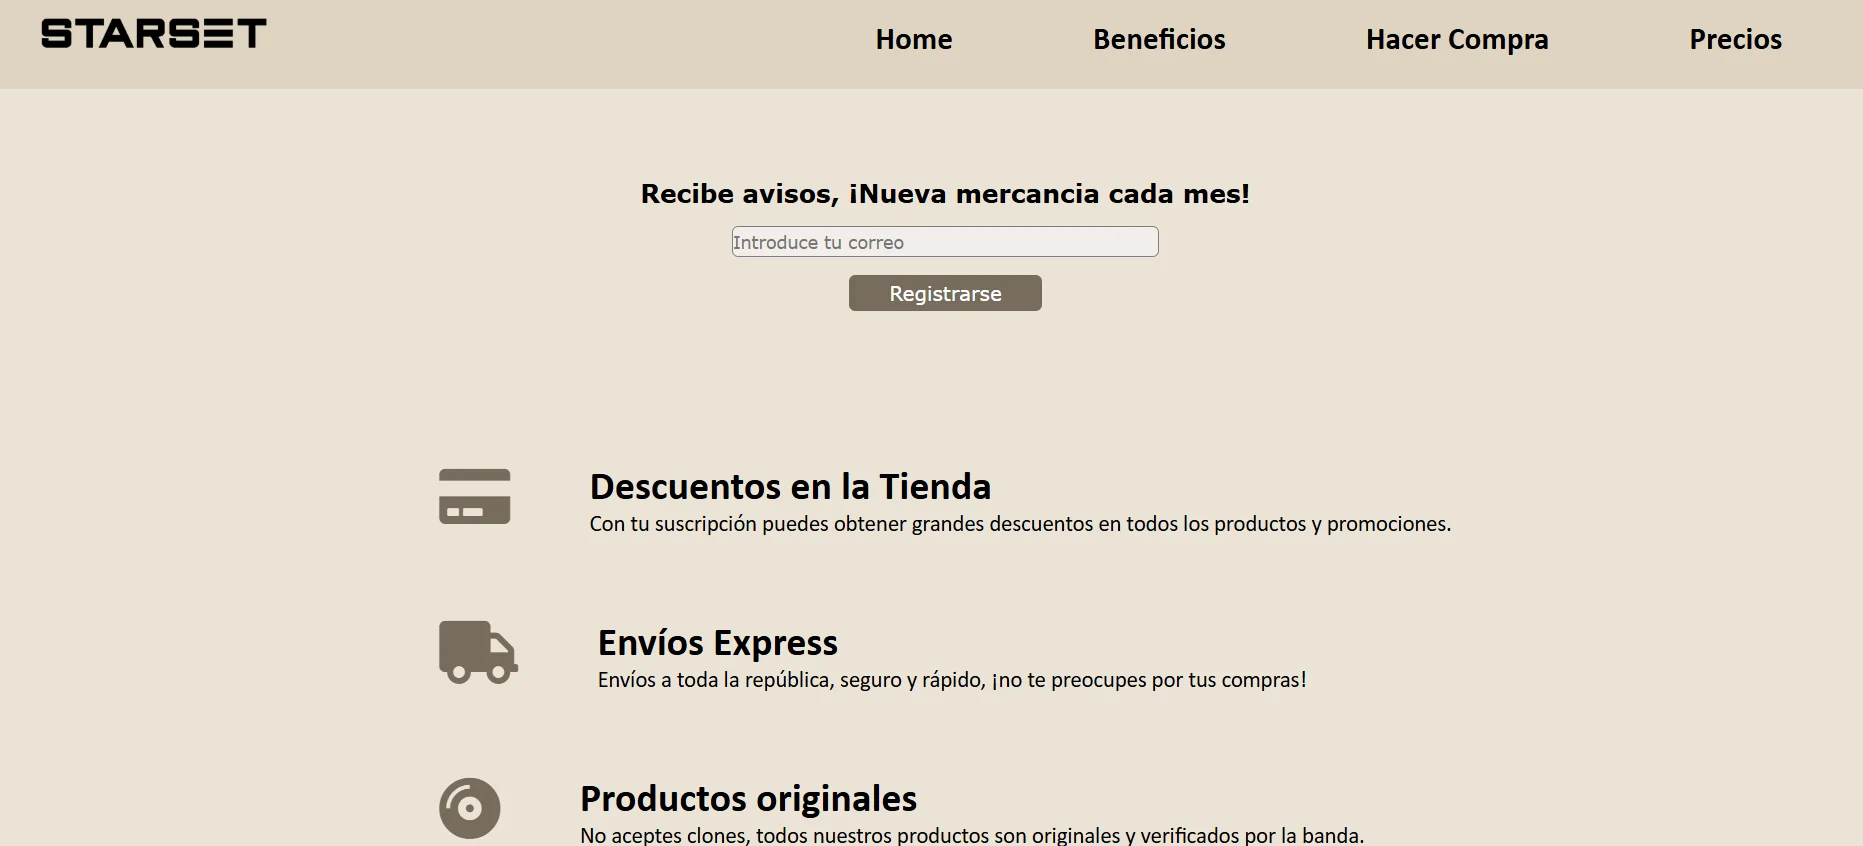 STARSET
Home Beneficios Hacer Compra Precios
Recibe avisos, ¡Nueva mercancia cada mes!
Introduce tu correo
Registrarse
Descuentos en la Tienda
Con tu suscripción puedes obtener grandes descuentos en todos los productos y promociones.
Envíos Express
Envíos a toda la república, seguro y rápido, ¡no te preocupes por tus compras!
Productos originales
No aceptes clones, todos nuestros productos son originales y verificados por la banda.